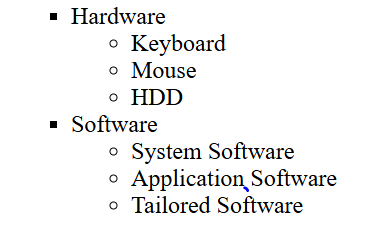 Hardware
Keyboard
Mouse
HDD
Software
System Software
Application Software
Tailored Software